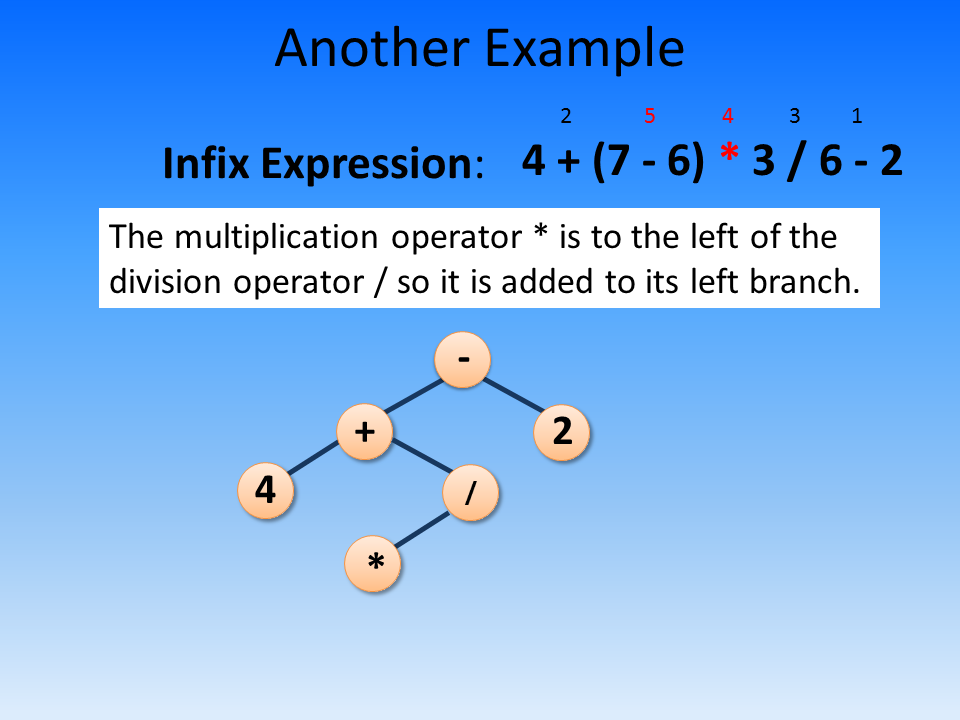 Another Example
2 5 4 3 1
Infix Expression: 4 + (7 - 6) * 3 / 6 - 2
The multiplication operator * is to the left of the
division operator / so it is added to its left branch.
-
+ 2
4 /
*